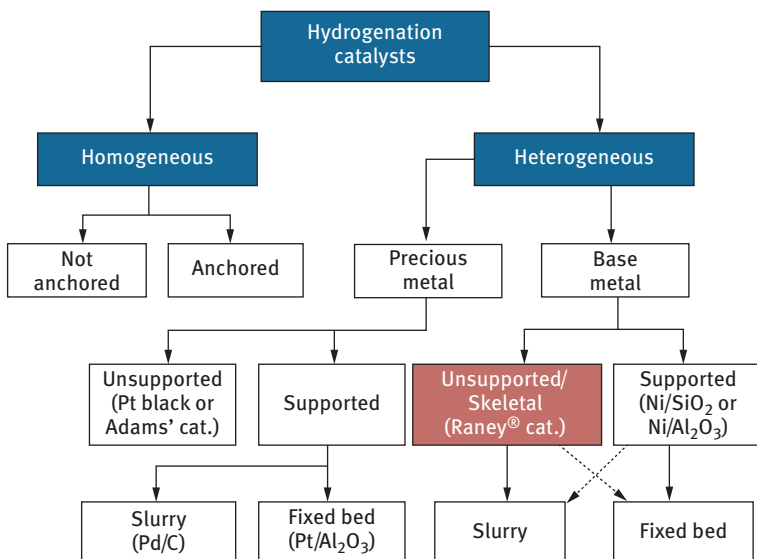 Hydrogenation
catalysts
Homogeneous
Heterogeneous
Not
anchored
Anchored
Precious
metal
Base
metal
Unsupported
(Pt black or
Adams’ cat.)
Supported
Unsupported/
Skeletal
(Raney® cat.)
Supported
(Ni/SiO₂ or
Ni/Al₂O₃)
Slurry
(Pd/C)
Fixed bed
(Pt/Al₂O₃)
Slurry
Fixed bed